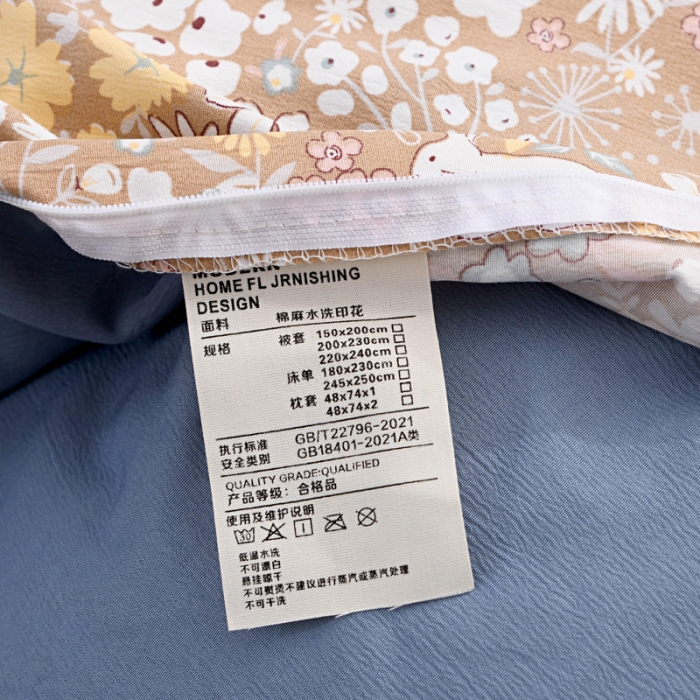 MODERN
HOME FL JRNISHING
DESIGN
面料 棉麻水洗印花
规格 被套 150x200cm
200x230cm
220x240cm
床单 180x230cm
245x250cm
枕套 48x74x1
48x74x2
执行标准 GB/T22796-2021
安全类别 GB18401-2021A类
QUALITY GRADE:QUALIFIED
产品等级：合格品
使用及维护说明
30
低温水洗
不可漂白
悬挂晾干
不可熨烫不建议进行蒸汽或蒸汽处理
不可干洗